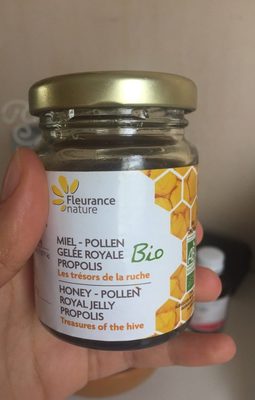 Fleurance
nature
MIEL - POLLEN
GELÉE ROYALE
PROPOLIS
Bio
Les trésors de la ruche
HONEY - POLLEN
ROYAL JELLY
PROPOLIS
Treasures of the hive
AB